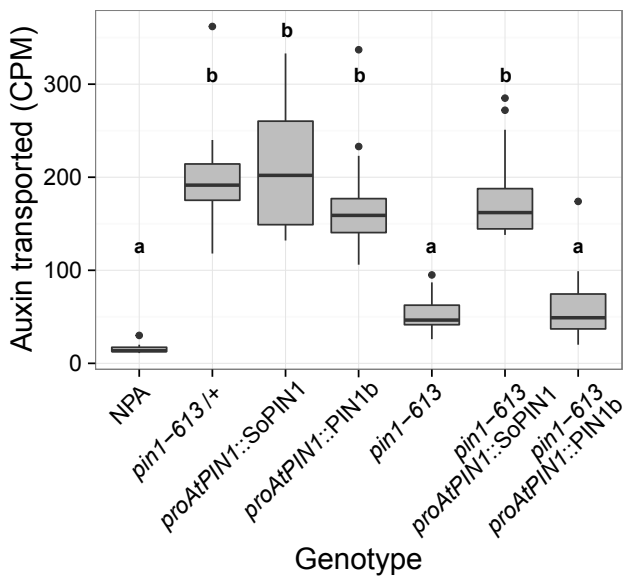 b
b
b
b
a
a
a
300
200
100
0
Auxin transported (CPM)
NPA
pin1−613 /+
proAtPIN1::SoPIN1
proAtPIN1::PIN1b
pin1−613
pin1−613
proAtPIN1::SoPIN1
pin1−613
proAtPIN1::PIN1b
Genotype